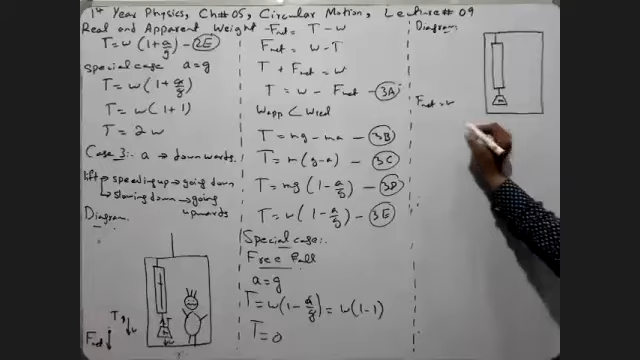 1st Year Physics, Ch# 05, Circular Motion, Lecture# 09
Real and Apparent Weight
T = w (1 + a/g) - 2E
Special case a = g
T = w (1 + a/g)
T = w (1 + 1)
T = 2 w
Case 3: a → downwards.
lift → speeding up → going down
→ slowing down → going upwards
Diagram
T
w
Fnet
-Fnet = T - w
Fnet = w - T
T + Fnet = w
T = w - Fnet - 3A
Wapp < Wreal
T = mg - ma - 3B
T = m (g-a) - 3C
T = mg (1 - a/g) - 3D
T = w (1 - a/g) - 3E
Special case:.
Free Fall
a = g
T = w (1 - a/g) = w (1-1)
T = 0
Diagram
m
Fnet = w